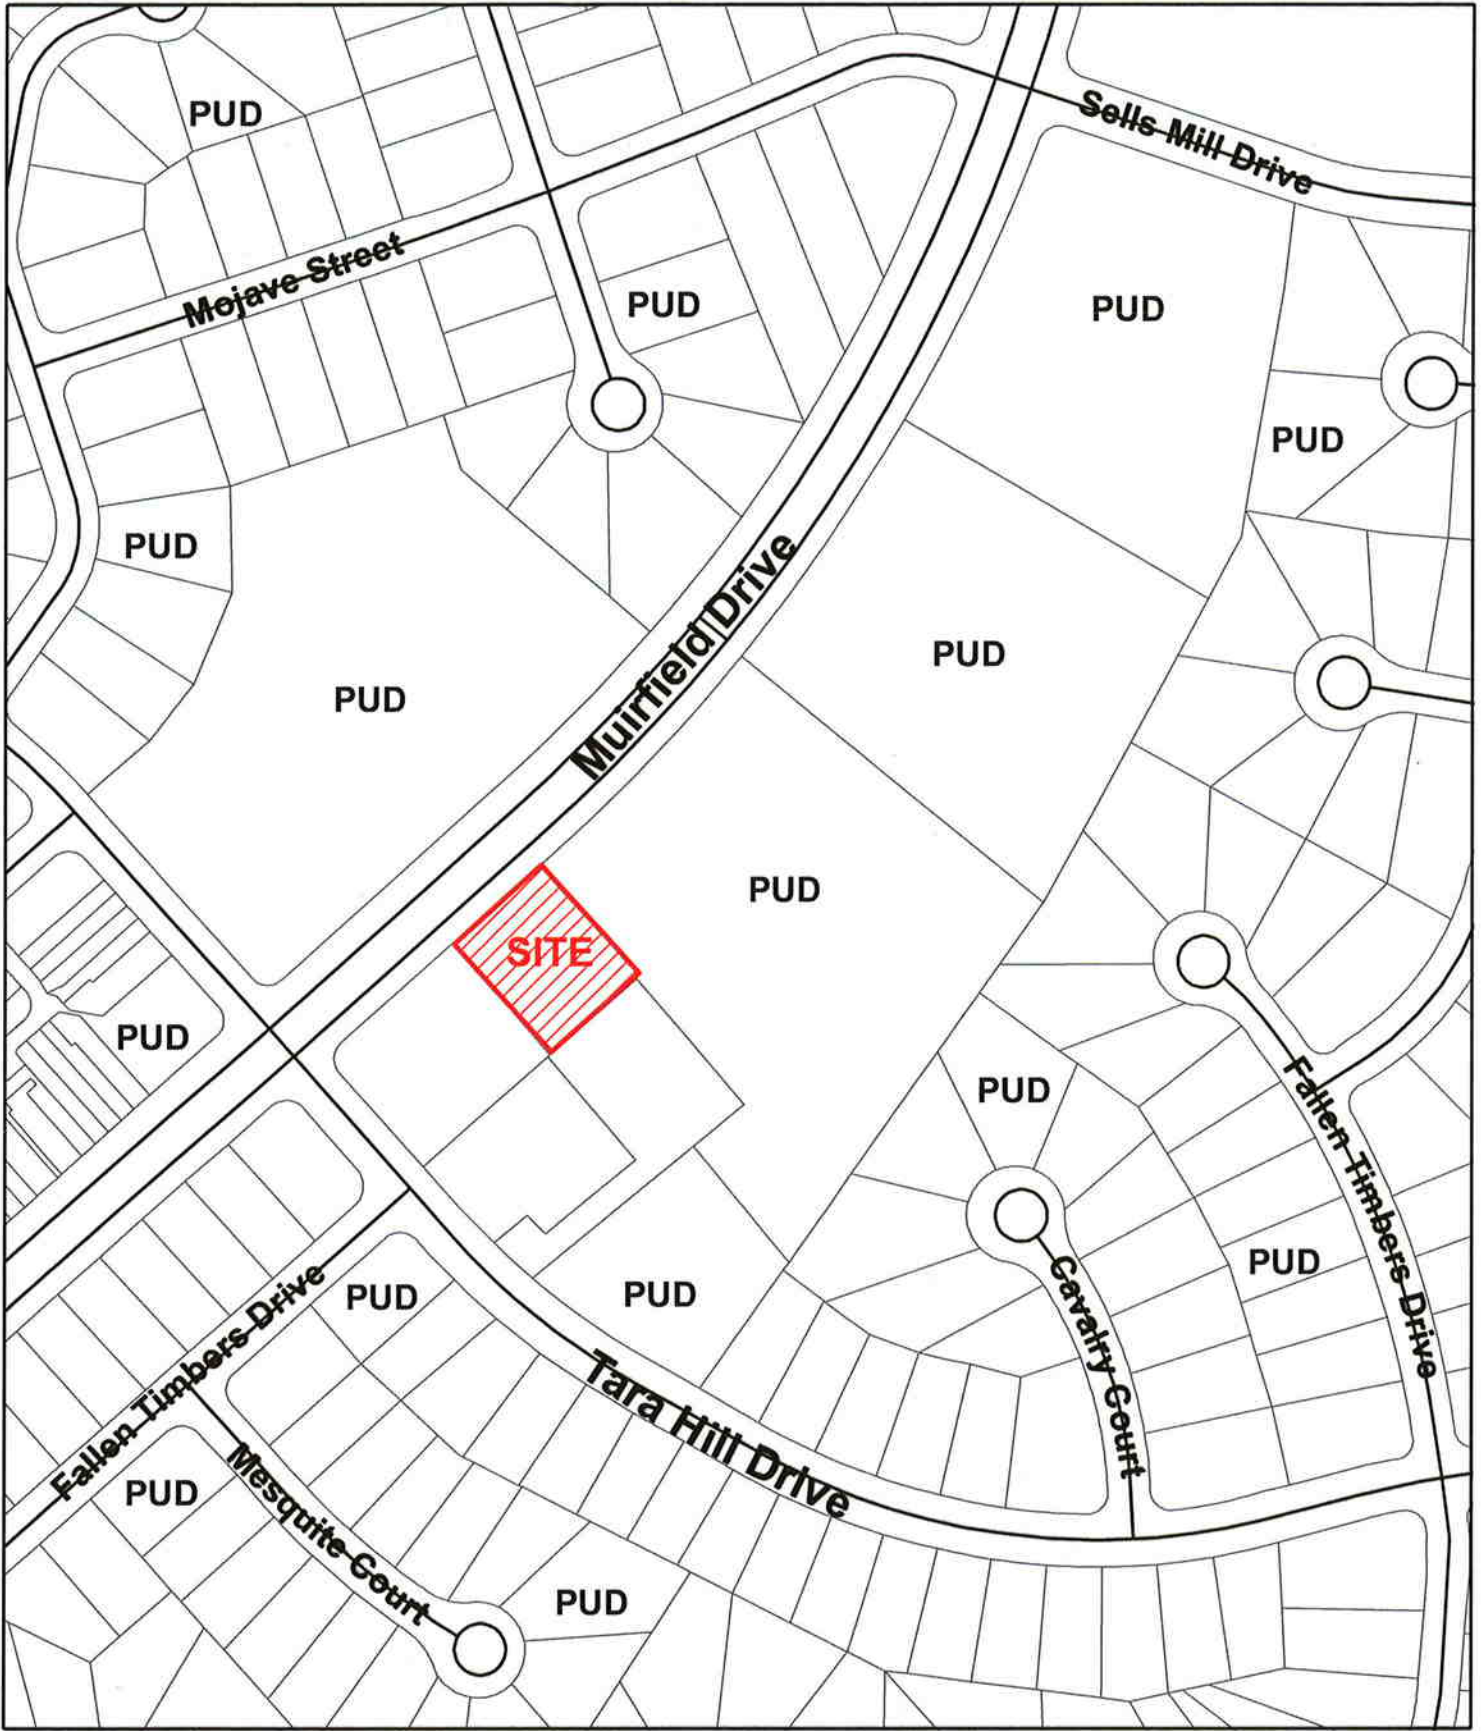 PUD
Sells Mill Drive
Mojave Street
PUD
PUD
PUD
PUD
Muirfield Drive
PUD
PUD
PUD
SITE
PUD
PUD
Fallen Timbers Drive
PUD
Cavalry Court
PUD
PUD
Fallen Timbers Drive
Tara Hill Drive
PUD
Mesquite Court
PUD